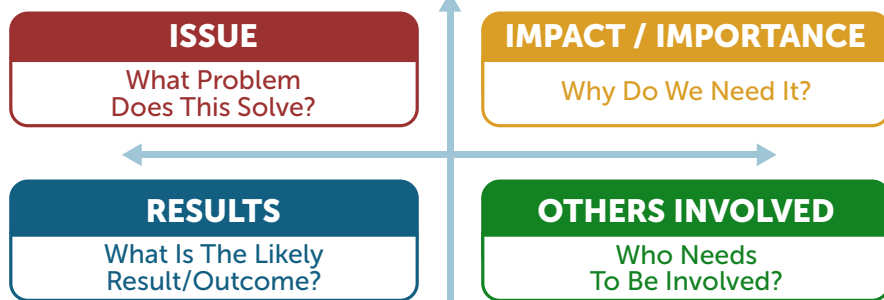 ISSUE
What Problem
Does This Solve?
IMPACT / IMPORTANCE
Why Do We Need It?
RESULTS
What Is The Likely
Result/Outcome?
OTHERS INVOLVED
Who Needs
To Be Involved?